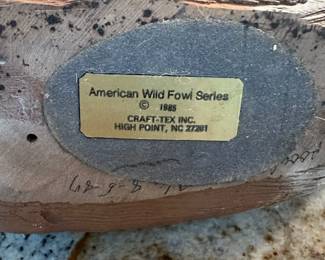 American Wild Fowl Series
© 1985
CRAFT-TEX INC.
HIGH POINT, NC 27261